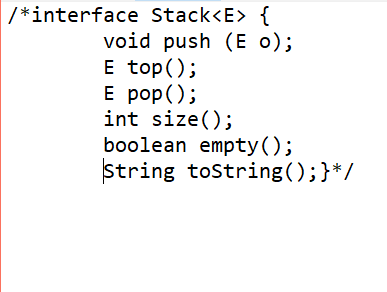 /*interface Stack<E> {
void push (E o);
E top();
E pop();
int size();
boolean empty();
String toString();}*/